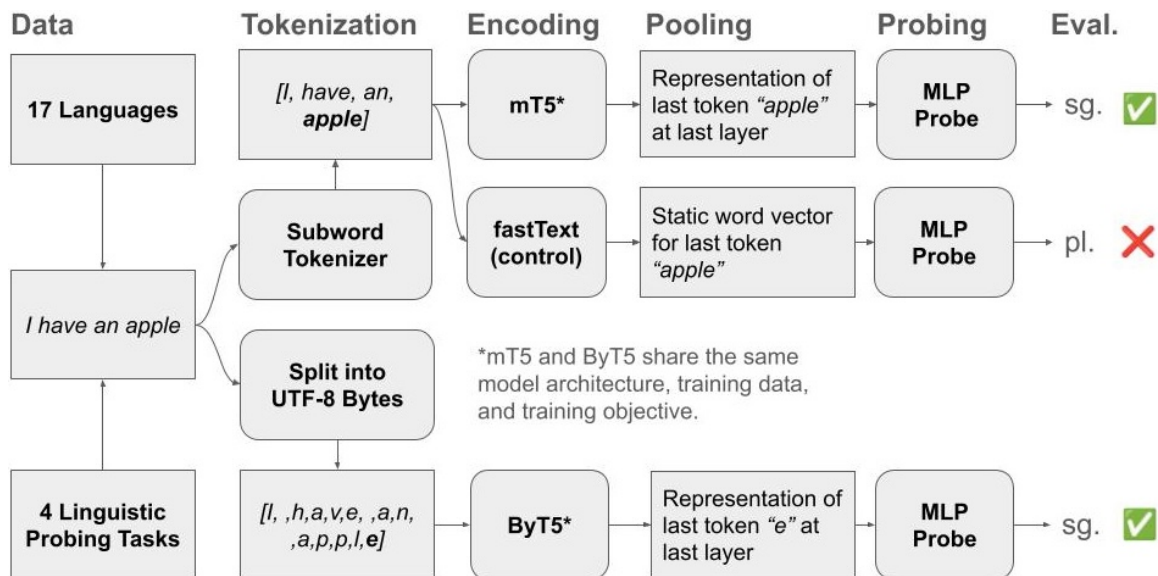 Data Tokenization Encoding Pooling Probing Eval.
17 Languages
[I, have, an,
apple]
mT5*
Representation of
last token “apple”
at last layer
MLP
Probe
sg.
Subword
Tokenizer
fastText
(control)
Static word vector
for last token
“apple”
MLP
Probe
pl.
I have an apple
Split into
UTF-8 Bytes
*mT5 and ByT5 share the same
model architecture, training data,
and training objective.
4 Linguistic
Probing Tasks
[I, ,h,a,v,e, ,a,n,
,a,p,p,l,e]
ByT5*
Representation of
last token “e” at
last layer
MLP
Probe
sg.